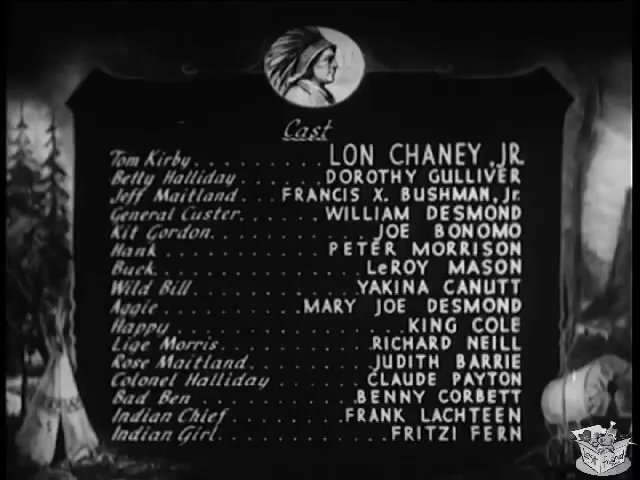 Cast
Tom Kirby.......... LON CHANEY, JR.
Betty Halliday...... DOROTHY GULLIVER
Jeff Maitland... FRANCIS X. BUSHMAN, Jr.
General Custer...... WILLIAM DESMOND
Kit Gordon.......... JOE BONOMO
Hank........... PETER MORRISON
Buck............. LeROY MASON
Wild Bill......... YAKINA CANUTT
Aggie.......... MARY JOE DESMOND
Happy............... KING COLE
Lige Morris......... RICHARD NEILL
Rose Maitland....... JUDITH BARRIE
Colonel Halliday...... CLAUDE PAYTON
Bad Ben.......... BENNY CORBETT
Indian Chief....... FRANK LACHTEEN
Indian Girl.......... FRITZI FERN